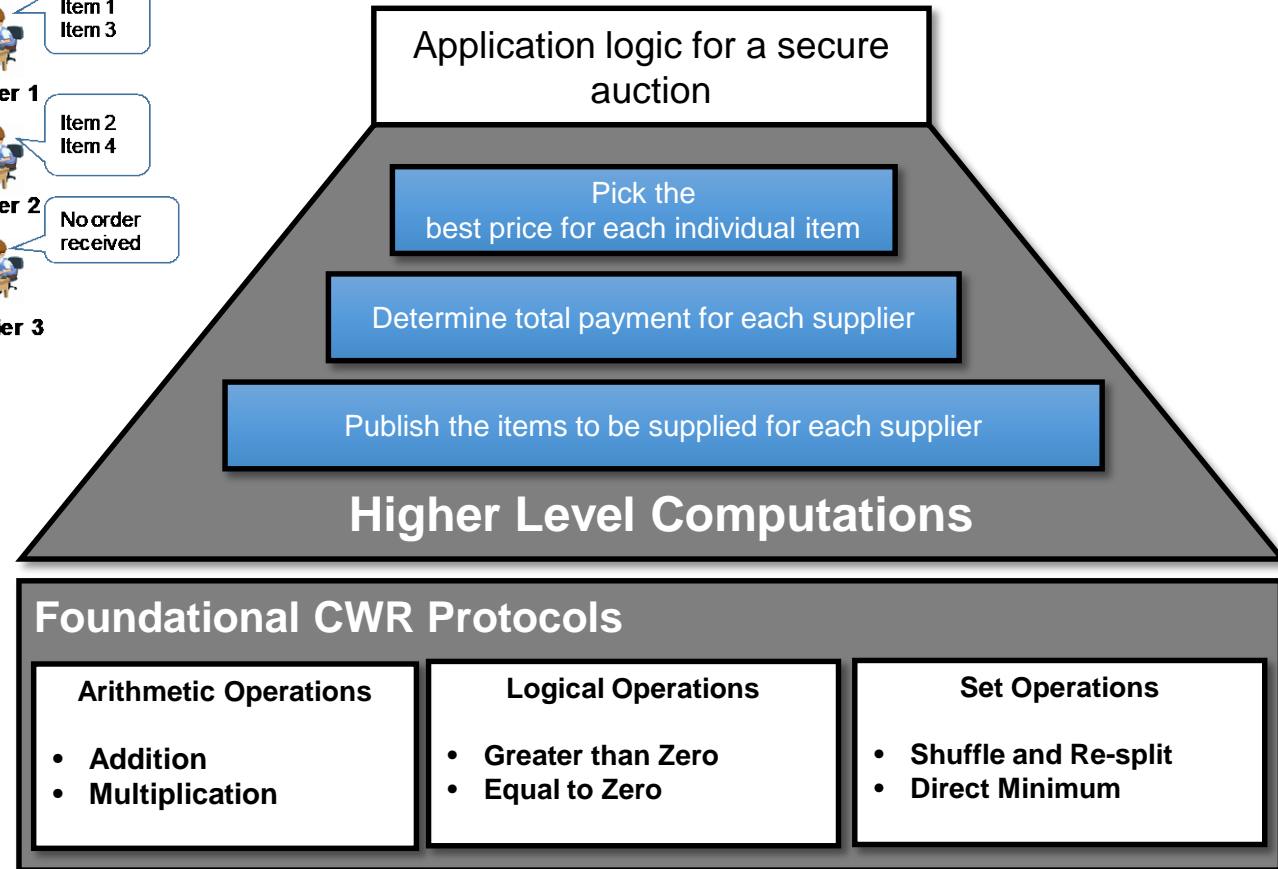 Item 1
Item 3
er 1
Item 2
Item 4
er 2
No order
received
er 3
Application logic for a secure
auction
Pick the
best price for each individual item
Determine total payment for each supplier
Publish the items to be supplied for each supplier
Higher Level Computations
Foundational CWR Protocols
Arithmetic Operations
• Addition
• Multiplication
Logical Operations
• Greater than Zero
• Equal to Zero
Set Operations
• Shuffle and Re-split
• Direct Minimum